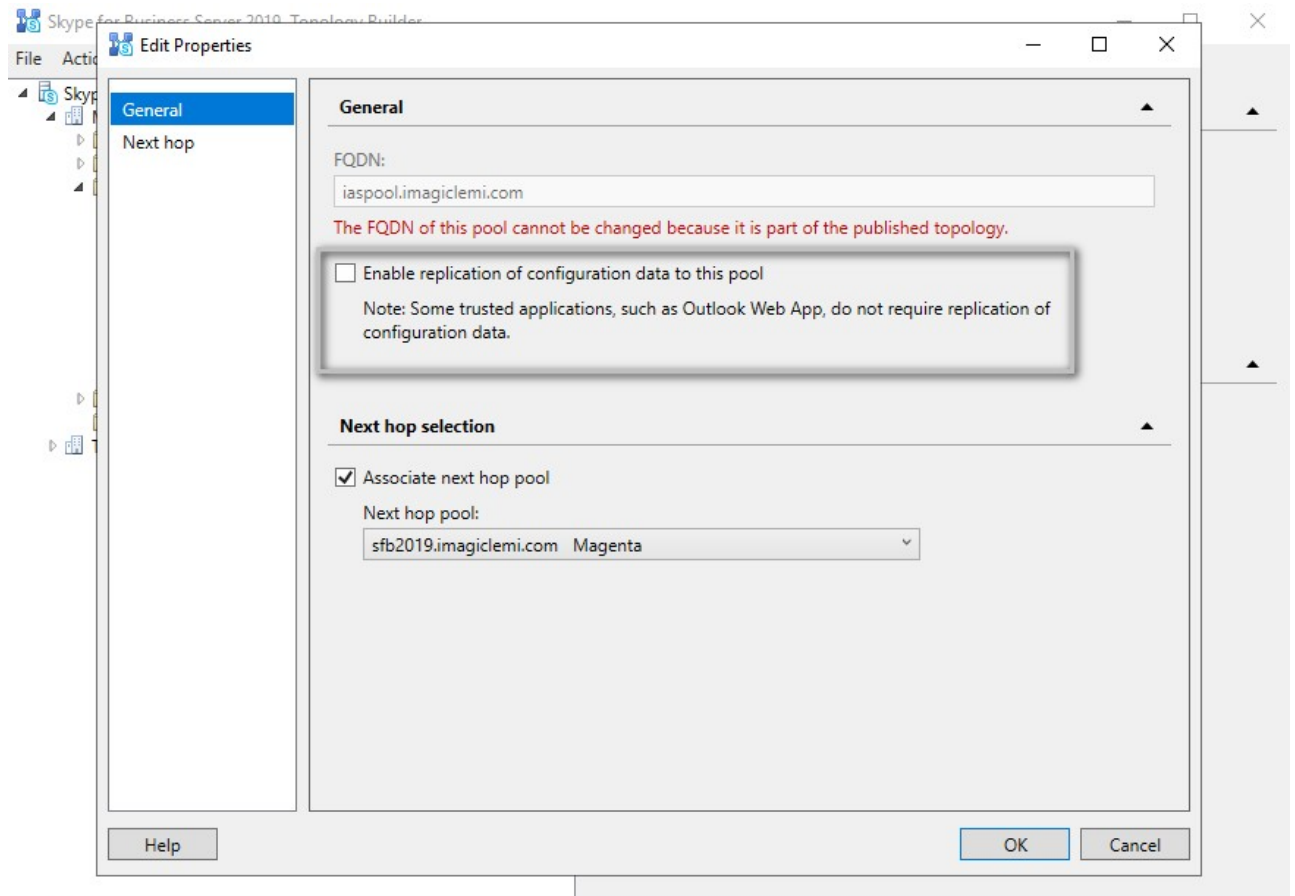 Skype for Business Server 2019, Topology Builder
Edit Properties
File
General
Next hop
General
FQDN:
iaspool.imagiclemi.com
The FQDN of this pool cannot be changed because it is part of the published topology.
Enable replication of configuration data to this pool
Note: Some trusted applications, such as Outlook Web App, do not require replication of
configuration data.
Next hop selection
Associate next hop pool
Next hop pool:
sfb2019.imagiclemi.com Magenta
Help
OK
Cancel